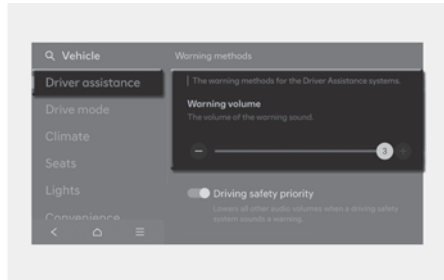 Vehicle
Warning methods
Driver assistance
The warning methods for the Driver Assistance systems.
Drive mode
Warning volume
The volume of the warning sound.
Climate
3
Seats
Lights
Driving safety priority
Lowers all other audio volumes when a driving safety
system sounds a warning.
Convenience